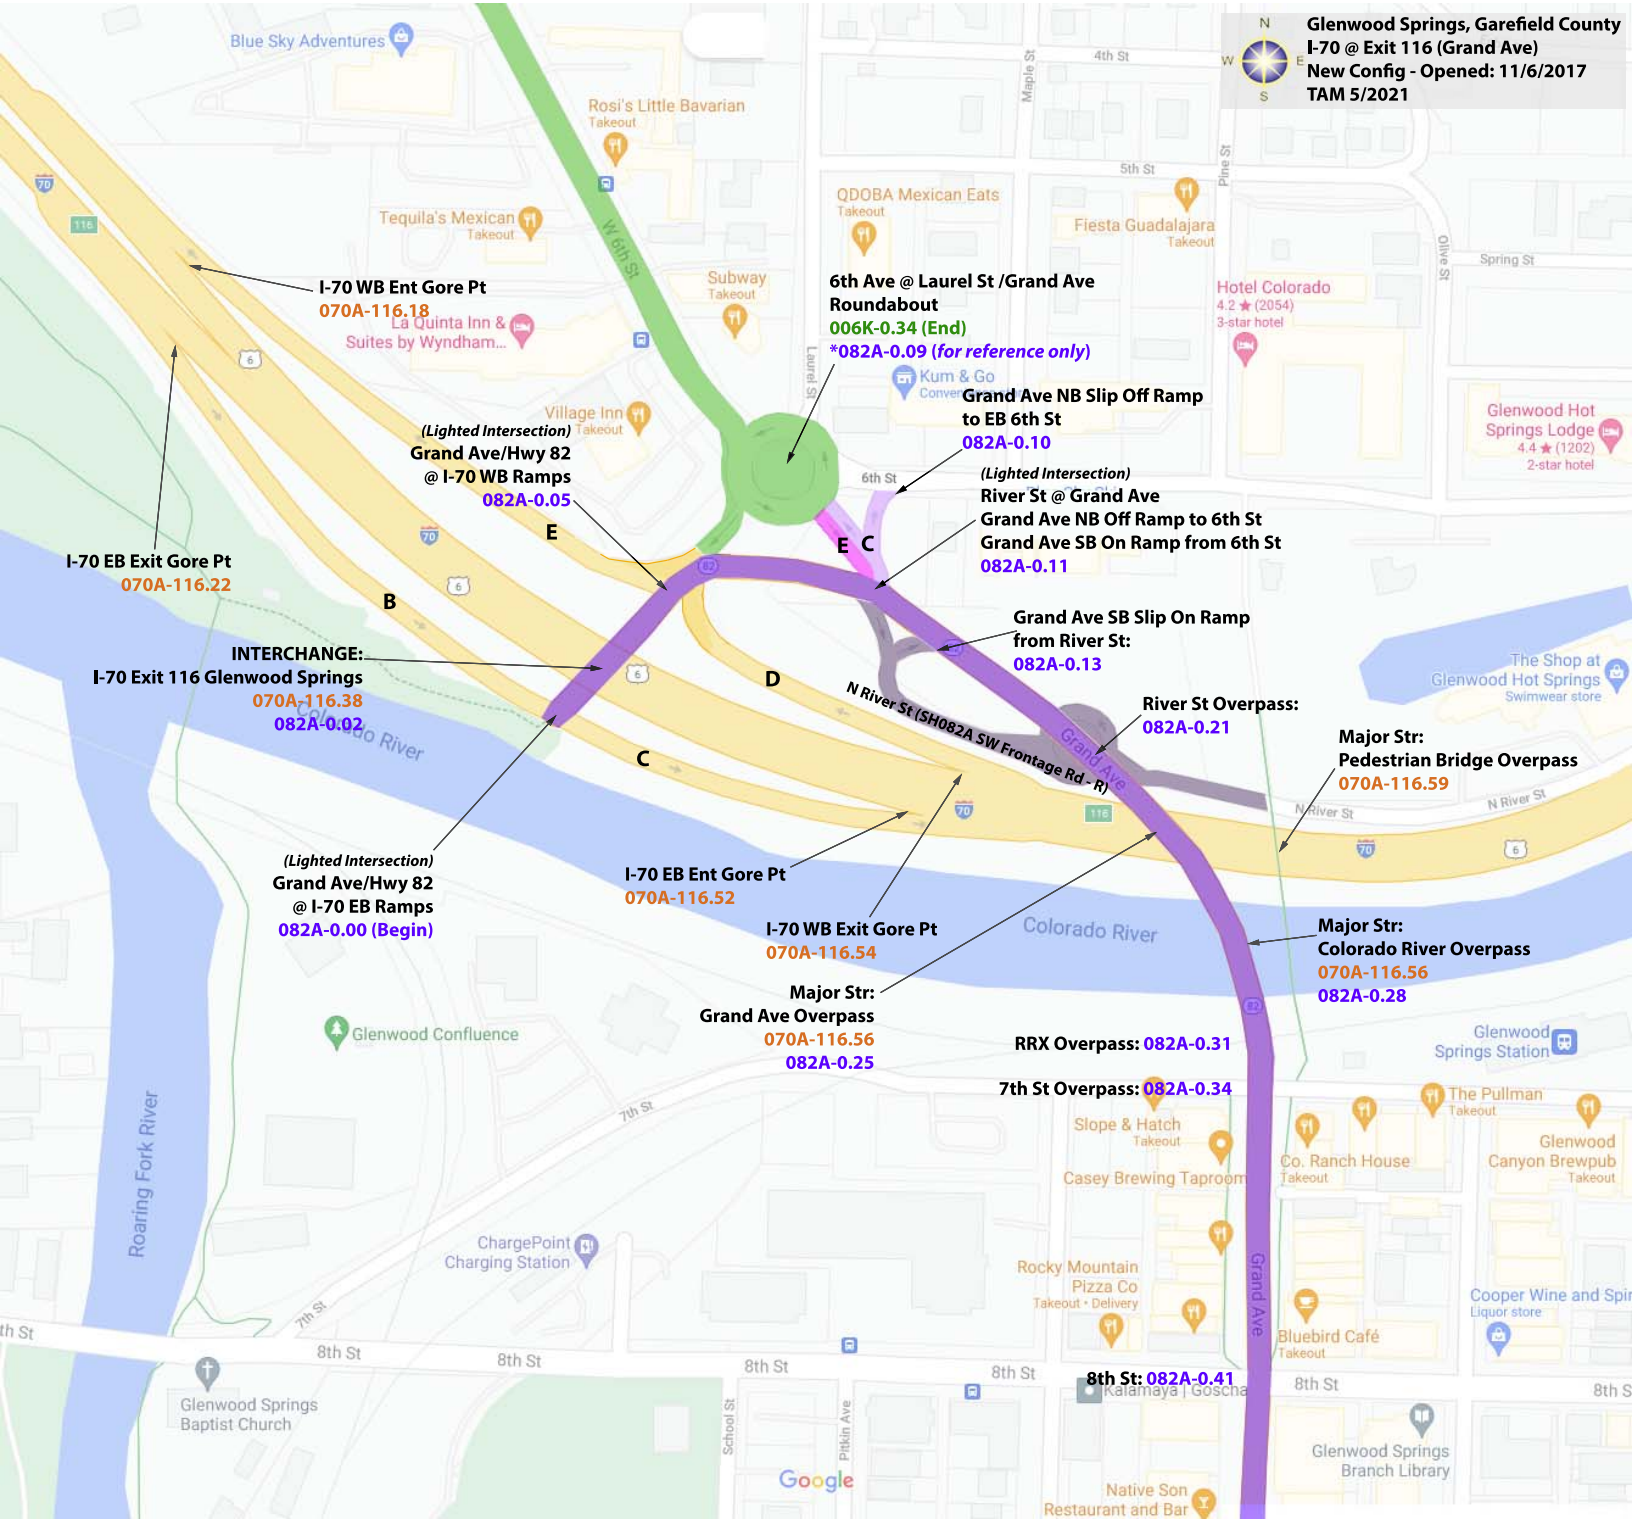 Glenwood Springs, Garefield County
I-70 @ Exit 116 (Grand Ave)
New Config - Opened: 11/6/2017
TAM 5/2021
N
W
E
S
Blue Sky Adventures
Rosi's Little Bavarian
Takeout
4th St
Maple St
5th St
Pine St
70
116
W 6th St
Tequila's Mexican
Takeout
QDOBA Mexican Eats
Takeout
Fiesta Guadalajara
Takeout
Olive St
Spring St
I-70 WB Ent Gore Pt
070A-116.18
La Quinta Inn &
Suites by Wyndham...
Subway
Takeout
6th Ave @ Laurel St /Grand Ave
Roundabout
006K-0.34 (End)
*082A-0.09 (for reference only)
Hotel Colorado
4.2 ★ (2054)
3-star hotel
6
Laurel St
Kum & Go
Grand Ave NB Slip Off Ramp
to EB 6th St
082A-0.10
Village Inn
Takeout
Glenwood Hot
Springs Lodge
4.4 ★ (1202)
2-star hotel
(Lighted Intersection)
Grand Ave/Hwy 82
@ I-70 WB Ramps
082A-0.05
6th St
(Lighted Intersection)
River St @ Grand Ave
Grand Ave NB Off Ramp to 6th St
Grand Ave SB On Ramp from 6th St
082A-0.11
E
70
E
C
I-70 EB Exit Gore Pt
070A-116.22
82
6
B
Grand Ave SB Slip On Ramp
from River St:
082A-0.13
INTERCHANGE:
I-70 Exit 116 Glenwood Springs
070A-116.38
082A-0.02
Colorado River
6
D
N River St (SH082A SW Frontage Rd - R)
The Shop at
Glenwood Hot Springs
Swimwear store
River St Overpass:
082A-0.21
Grand Ave
Major Str:
Pedestrian Bridge Overpass
070A-116.59
C
70
116
N River St
N River St
70
6
(Lighted Intersection)
Grand Ave/Hwy 82
@ I-70 EB Ramps
082A-0.00 (Begin)
I-70 EB Ent Gore Pt
070A-116.52
I-70 WB Exit Gore Pt
070A-116.54
Colorado River
Major Str:
Colorado River Overpass
070A-116.56
082A-0.28
Major Str:
Grand Ave Overpass
070A-116.56
082A-0.25
82
Glenwood Confluence
RRX Overpass: 082A-0.31
Glenwood
Springs Station
7th St Overpass: 082A-0.34
7th St
The Pullman
Takeout
Slope & Hatch
Takeout
Roaring Fork River
Co. Ranch House
Takeout
Glenwood
Canyon Brewpub
Takeout
Casey Brewing Taproom
ChargePoint
Charging Station
Rocky Mountain
Pizza Co
Takeout • Delivery
Grand Ave
Cooper Wine and Spir
Liquor store
7th St
th St
Bluebird Café
Takeout
8th St
8th St
8th St
8th St
8th St: 082A-0.41
8th St
8th S
Kalamaya | Goscha
Glenwood Springs
Baptist Church
School St
Pitkin Ave
Glenwood Springs
Branch Library
Google
Native Son
Restaurant and Bar